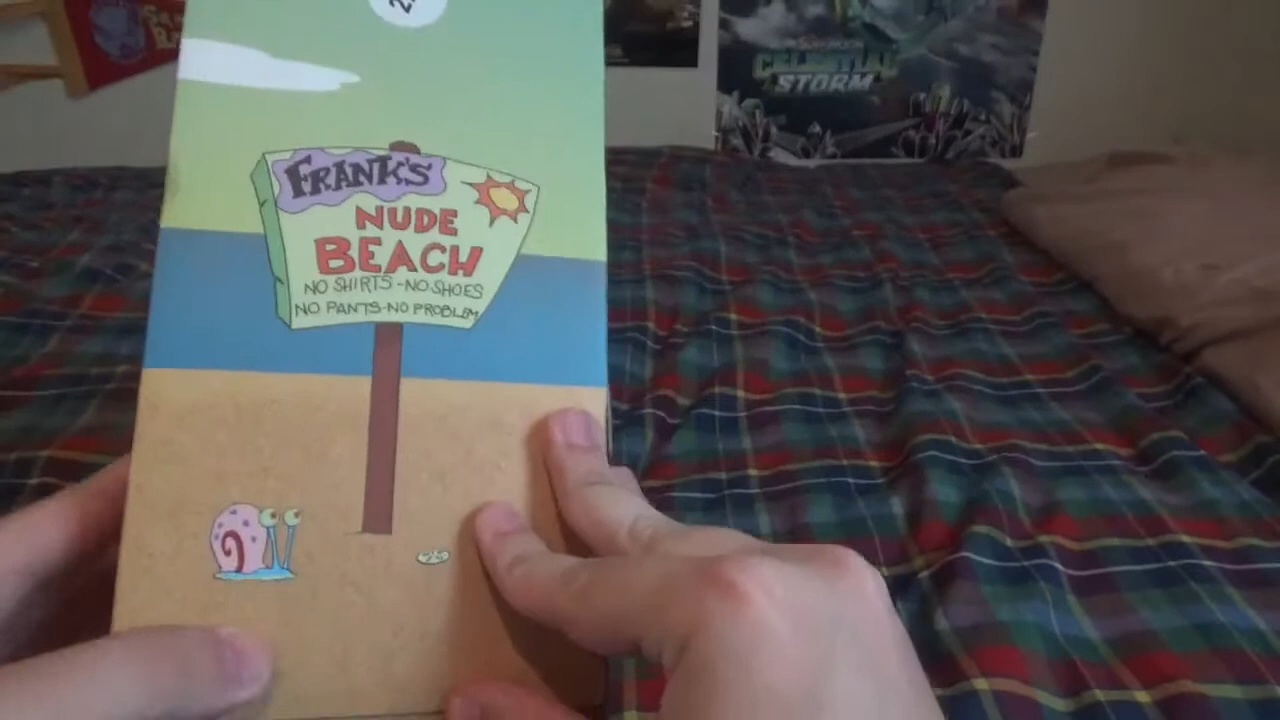 FRANK'S
NUDE
BEACH
NO SHIRTS-NO SHOES
NO PANTS-NO PROBLEM
CELESTIAL
STORM